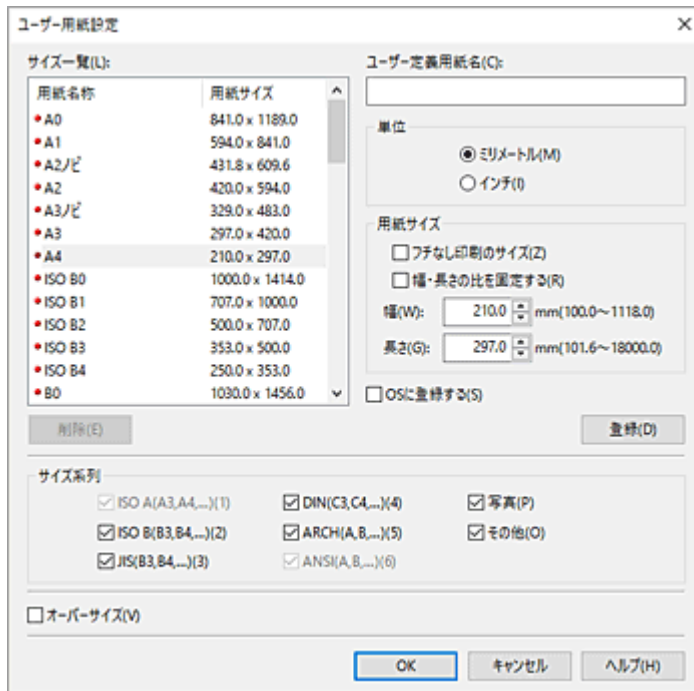 ユーザー用紙設定
サイズ一覧(L):
用紙名称 用紙サイズ
A0 841.0 x 1189.0
A1 594.0 x 841.0
A2ノビ 431.8 x 609.6
A2 420.0 x 594.0
A3ノビ 329.0 x 483.0
A3 297.0 x 420.0
A4 210.0 x 297.0
ISO B0 1000.0 x 1414.0
ISO B1 707.0 x 1000.0
ISO B2 500.0 x 707.0
ISO B3 353.0 x 500.0
ISO B4 250.0 x 353.0
B0 1030.0 x 1456.0
削除(E)
ユーザー定義用紙名(C):
単位
ミリメートル(M)
インチ(I)
用紙サイズ
フチなし印刷のサイズ(Z)
幅・長さの比を固定する(R)
幅(W): 210.0 mm(100.0～1118.0)
長さ(G): 297.0 mm(101.6～18000.0)
OSに登録する(S)
登録(D)
サイズ系列
ISO A(A3,A4,...)(1) DIN(C3,C4,...)(4) 写真(P)
ISO B(B3,B4,...)(2) ARCH(A,B,...)(5) その他(O)
JIS(B3,B4,...)(3) ANSI(A,B,...)(6)
オーバーサイズ(V)
OK キャンセル ヘルプ(H)